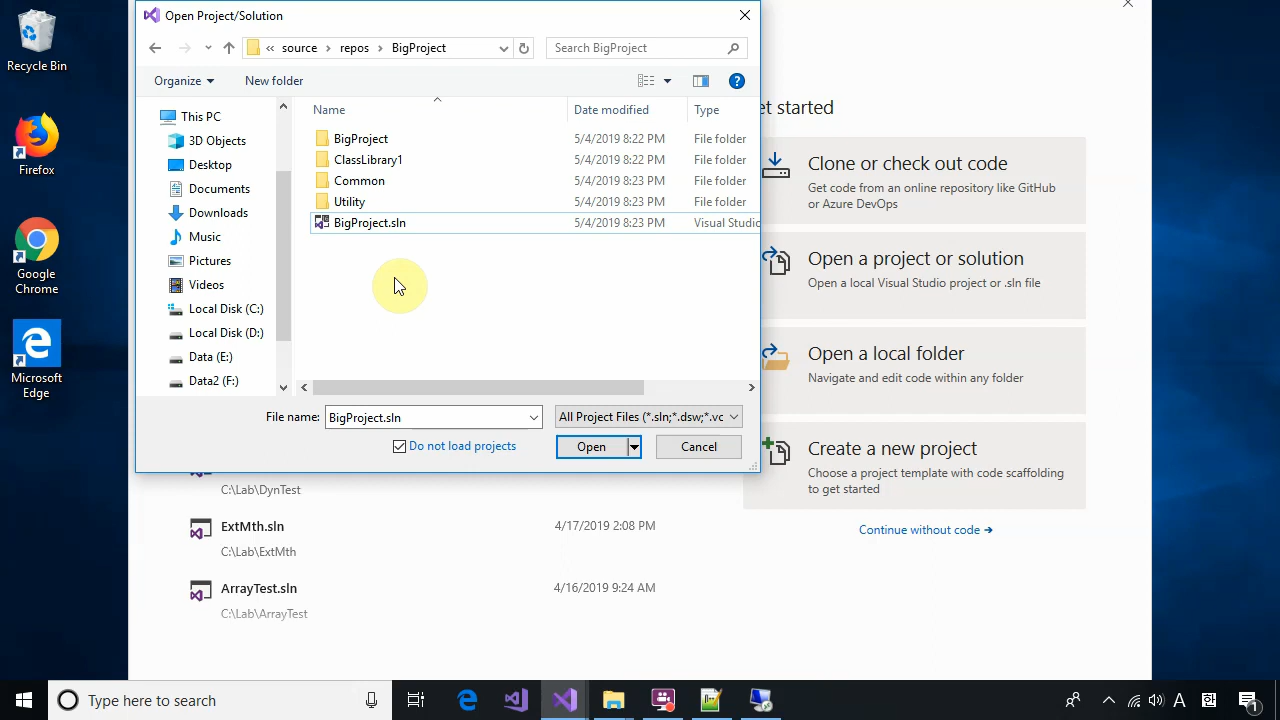 Recycle Bin
Firefox
Google
Chrome
Microsoft
Edge
Open Project/Solution
« source › repos › BigProject
Search BigProject
Organize
New folder
This PC
3D Objects
Desktop
Documents
Downloads
Music
Pictures
Videos
Local Disk (C:)
Local Disk (D:)
Data (E:)
Data2 (F:)
Name Date modified Type
BigProject 5/4/2019 8:22 PM File folder
ClassLibrary1 5/4/2019 8:22 PM File folder
Common 5/4/2019 8:23 PM File folder
Utility 5/4/2019 8:23 PM File folder
BigProject.sln 5/4/2019 8:23 PM Visual Studio
File name: BigProject.sln All Project Files (*.sln;*.dsw;*.vc
Do not load projects
Open
Cancel
et started
Clone or check out code
Get code from an online repository like GitHub
or Azure DevOps
Open a project or solution
Open a local Visual Studio project or .sln file
Open a local folder
Navigate and edit code within any folder
Create a new project
Choose a project template with code scaffolding
to get started
Continue without code →
C:\Lab\DynTest
ExtMth.sln 4/17/2019 2:08 PM
C:\Lab\ExtMth
ArrayTest.sln 4/16/2019 9:24 AM
C:\Lab\ArrayTest
Type here to search
A
1